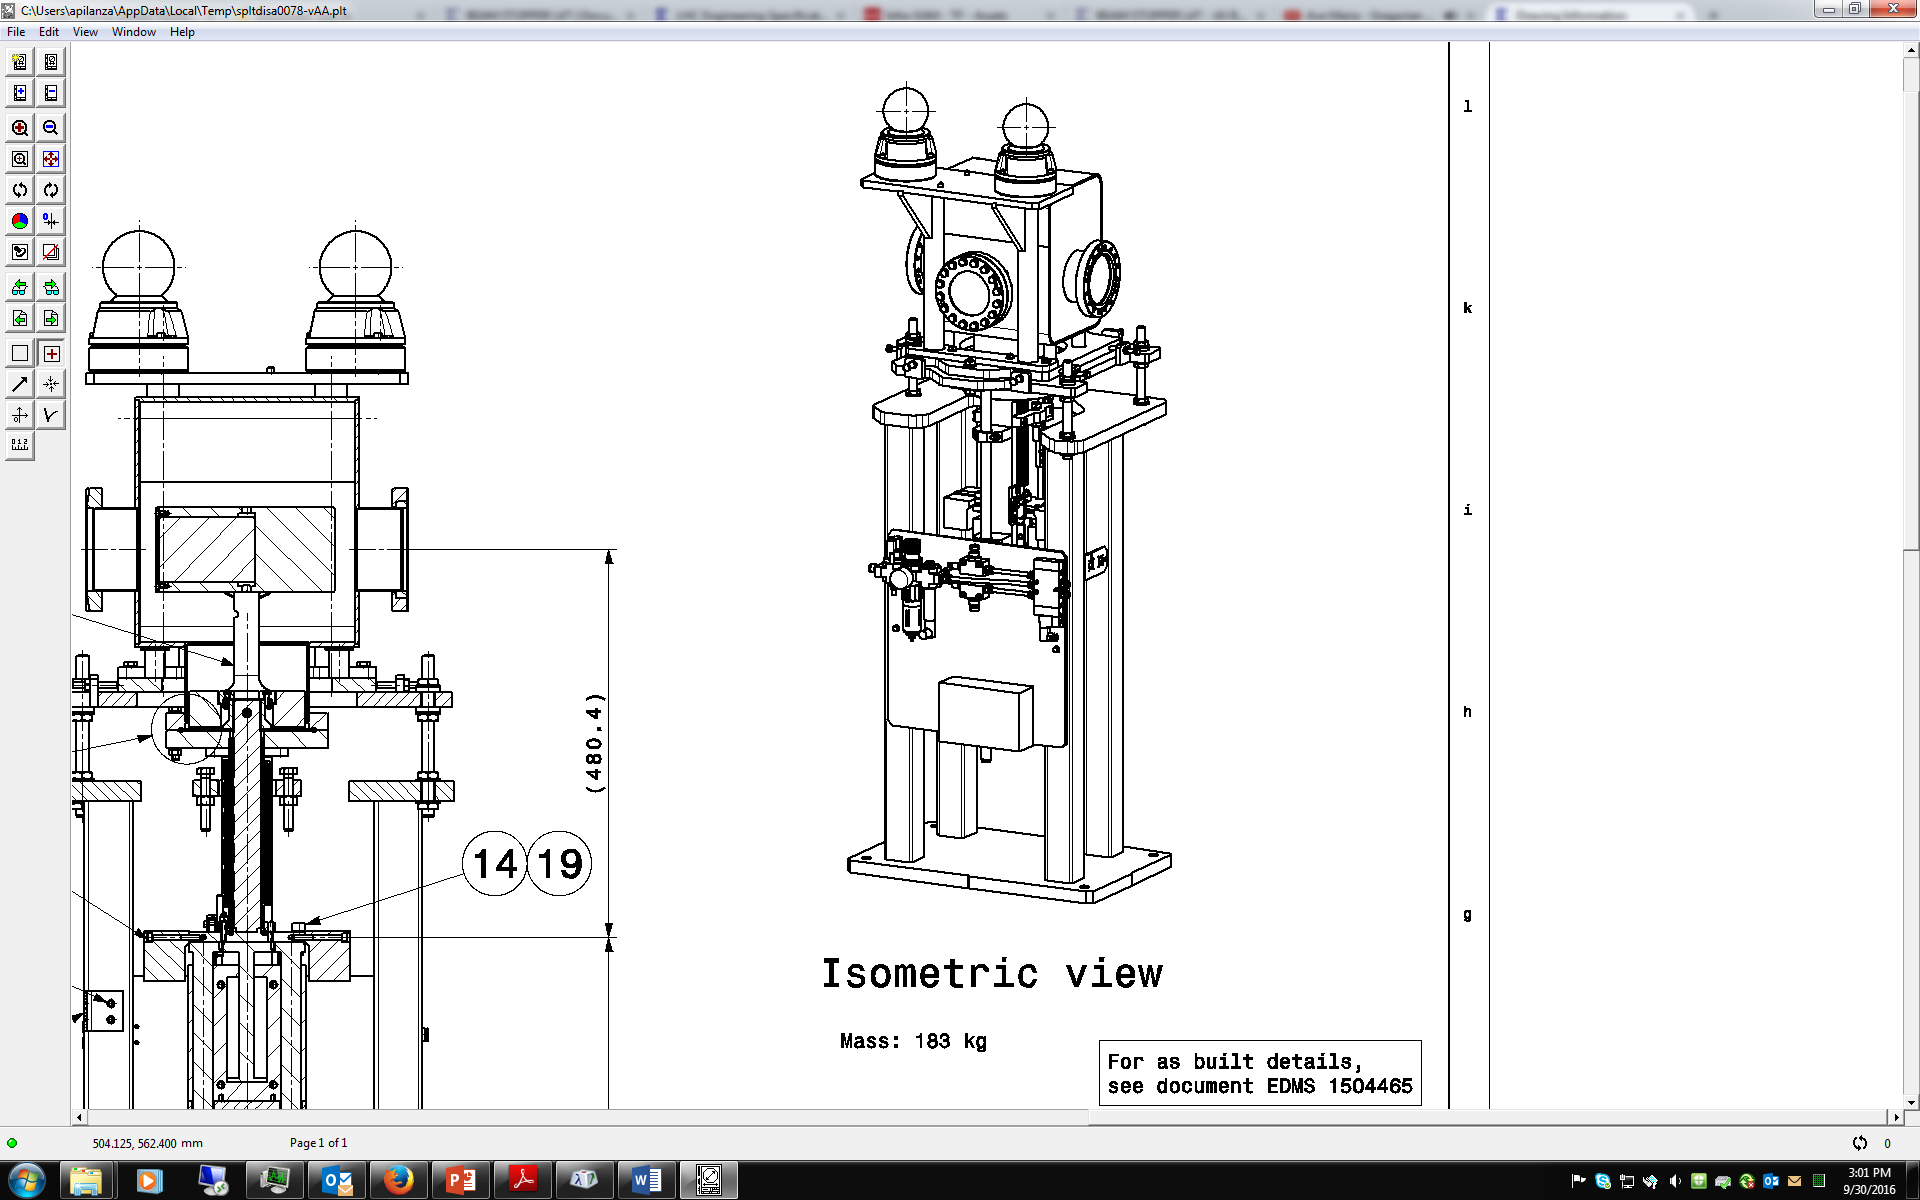 C:\Users\apilanza\AppData\Local\Temp\spltdisa0078-vAA.plt
File Edit View Window Help
l
k
i
h
g
(480.4)
14 19
Isometric view
Mass: 183 kg
For as built details,
see document EDMS 1504465
504.125, 562.400 mm
Page 1 of 1
0
3:01 PM
9/30/2016